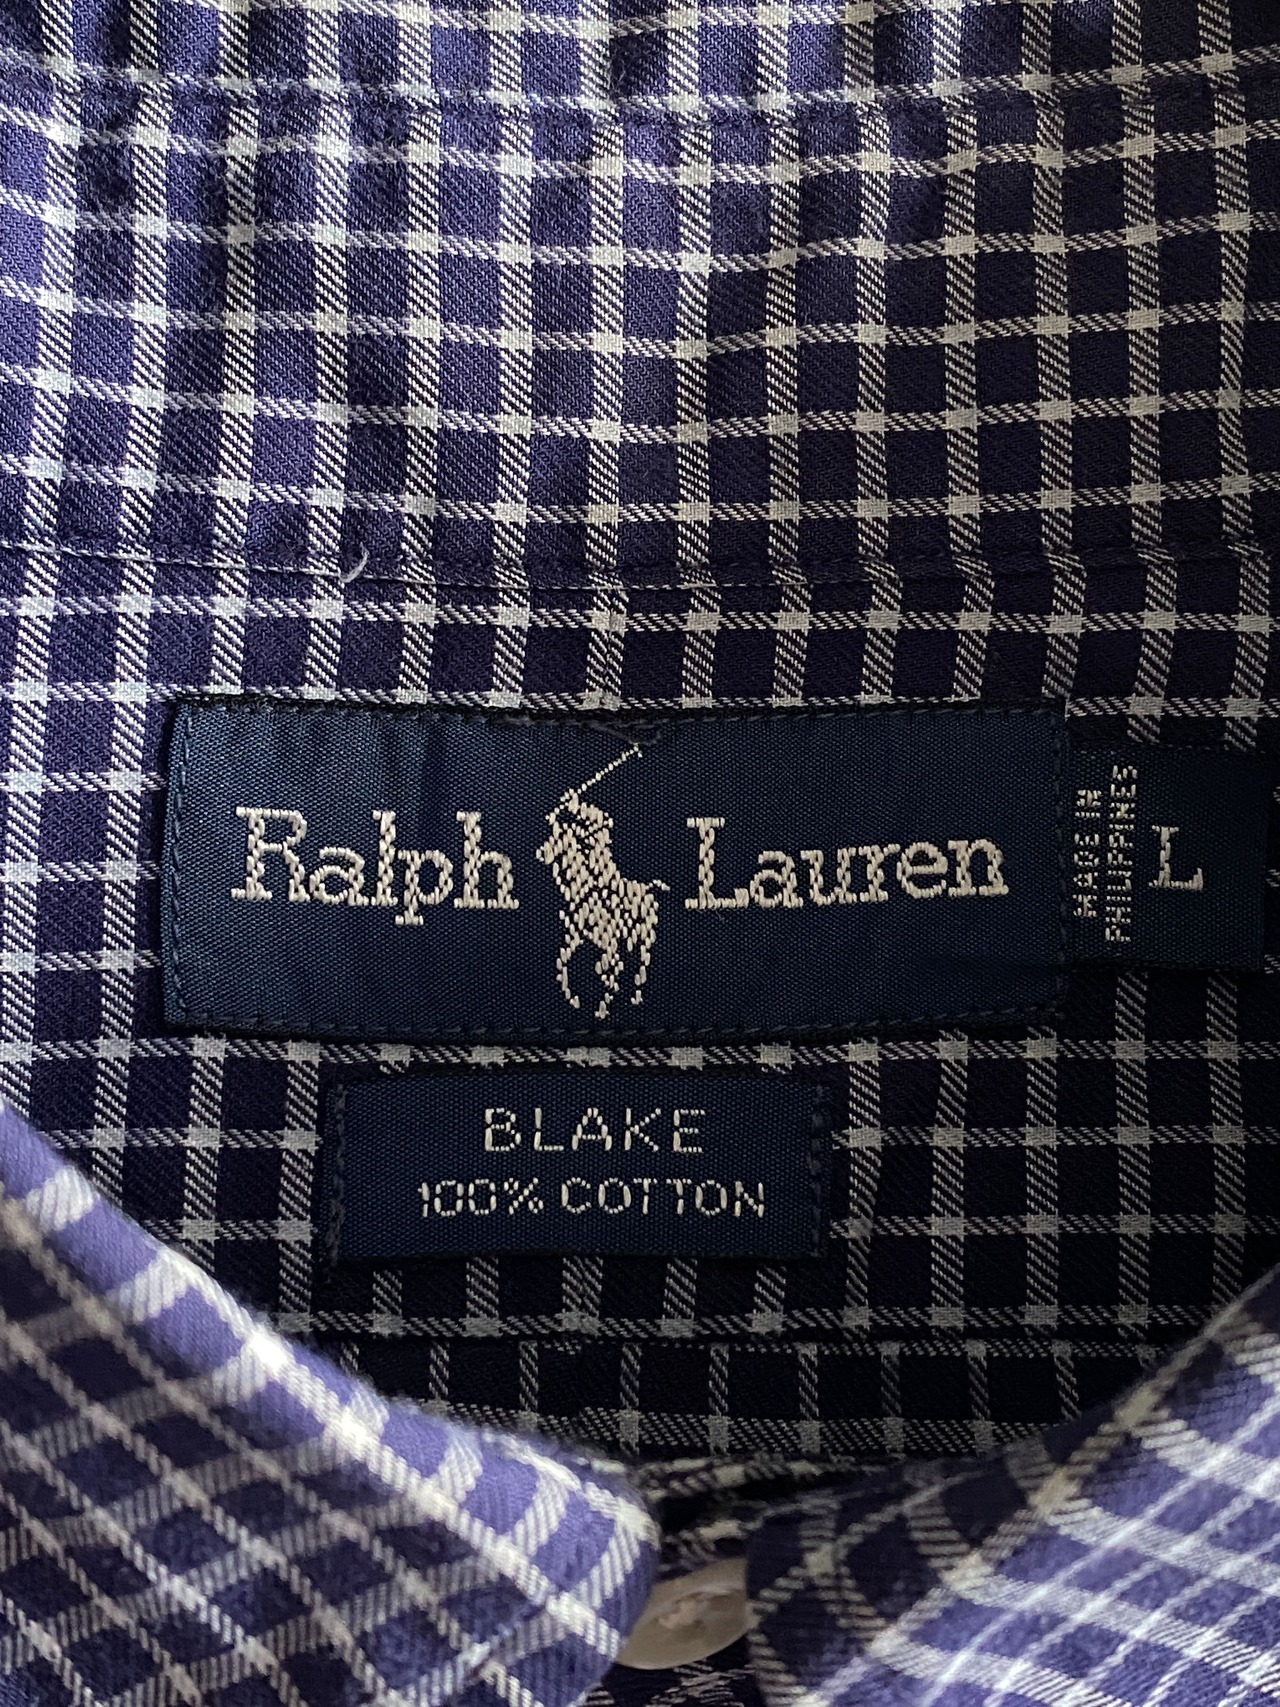 Ralph Lauren
MADE IN
PHILIPPINES
L
BLAKE
100% COTTON